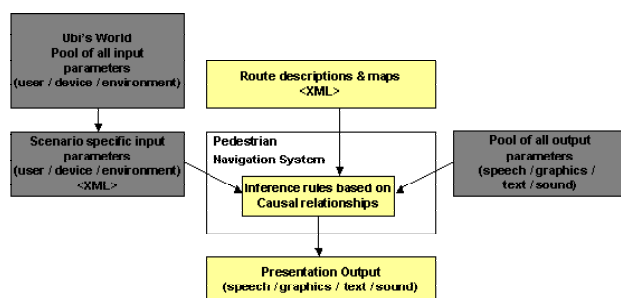 Ubi's World
Pool of all input
parameters
(user / device / environment)
Route descriptions & maps
<XML>
Scenario specific input
parameters
(user / device / environment)
<XML>
Pedestrian
Navigation System
Pool of all output
parameters
(speech / graphics /
text / sound)
Inference rules based on
Causal relationships
Presentation Output
(speech / graphics / text / sound)